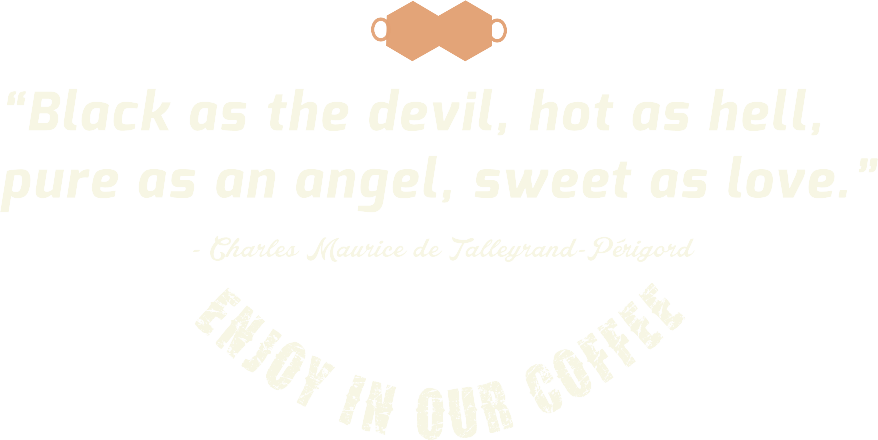 “Black as the devil, hot as hell,
pure as an angel, sweet as love.”
- Charles Maurice de Talleyrand-Périgord
ENJOY IN OUR COFFEE